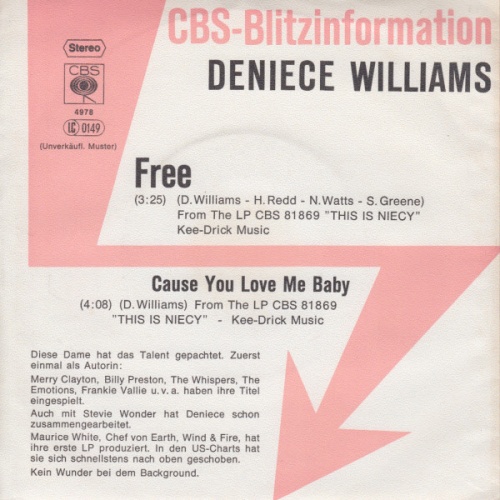 CBS-Blitzinformation
DENIECE WILLIAMS
Stereo
CBS
4978
LC 0149
(Unverkäufl. Muster)
Free
(3:25) (D. Williams - H. Redd - N. Watts - S. Greene)
From The LP CBS 81869 "THIS IS NIECY"
Kee-Drick Music
Cause You Love Me Baby
(4:08) (D. Williams) From The LP CBS 81869
"THIS IS NIECY" - Kee-Drick Music
Diese Dame hat das Talent gepachtet. Zuerst
einmal als Autorin:
Merry Clayton, Billy Preston, The Whispers, The
Emotions, Frankie Vallie u.v.a. haben ihre Titel
eingespielt.
Auch mit Stevie Wonder hat Deniece schon
zusammengearbeitet.
Maurice White, Chef von Earth, Wind & Fire, hat
ihre erste LP produziert. In den US-Charts hat
sie sich schnellstens nach oben geschoben.
Kein Wunder bei dem Background.